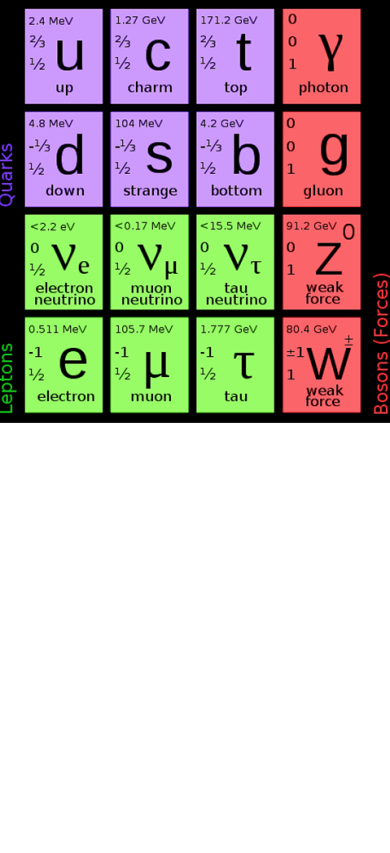 2.4 MeV
⅔
½
u
up
1.27 GeV
⅔
½
c
charm
171.2 GeV
⅔
½
t
top
0
0
1
γ
photon
4.8 MeV
-⅓
½
d
down
104 MeV
-⅓
½
s
strange
4.2 GeV
-⅓
½
b
bottom
0
0
1
g
gluon
Quarks
<2.2 eV
0
½
νe
electron
neutrino
<0.17 MeV
0
½
νμ
muon
neutrino
<15.5 MeV
0
½
ντ
tau
neutrino
91.2 GeV
0
1
Z0
weak
force
0.511 MeV
-1
½
e
electron
105.7 MeV
-1
½
μ
muon
1.777 GeV
-1
½
τ
tau
80.4 GeV
±1
1
W±
weak
force
Leptons
Bosons (Forces)